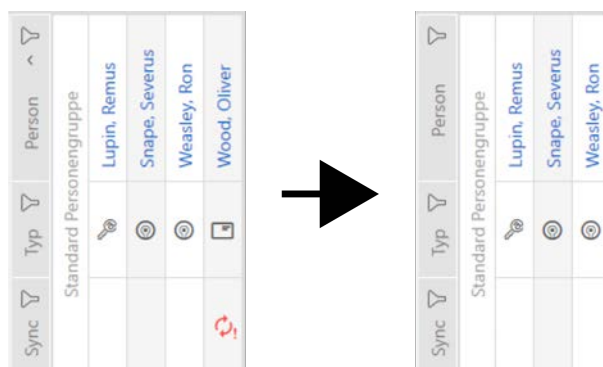 Sync Typ Person
Standard Personengruppe
Lupin, Remus
Snape, Severus
Weasley, Ron
Wood, Oliver
Sync Typ Person
Standard Personengruppe
Lupin, Remus
Snape, Severus
Weasley, Ron